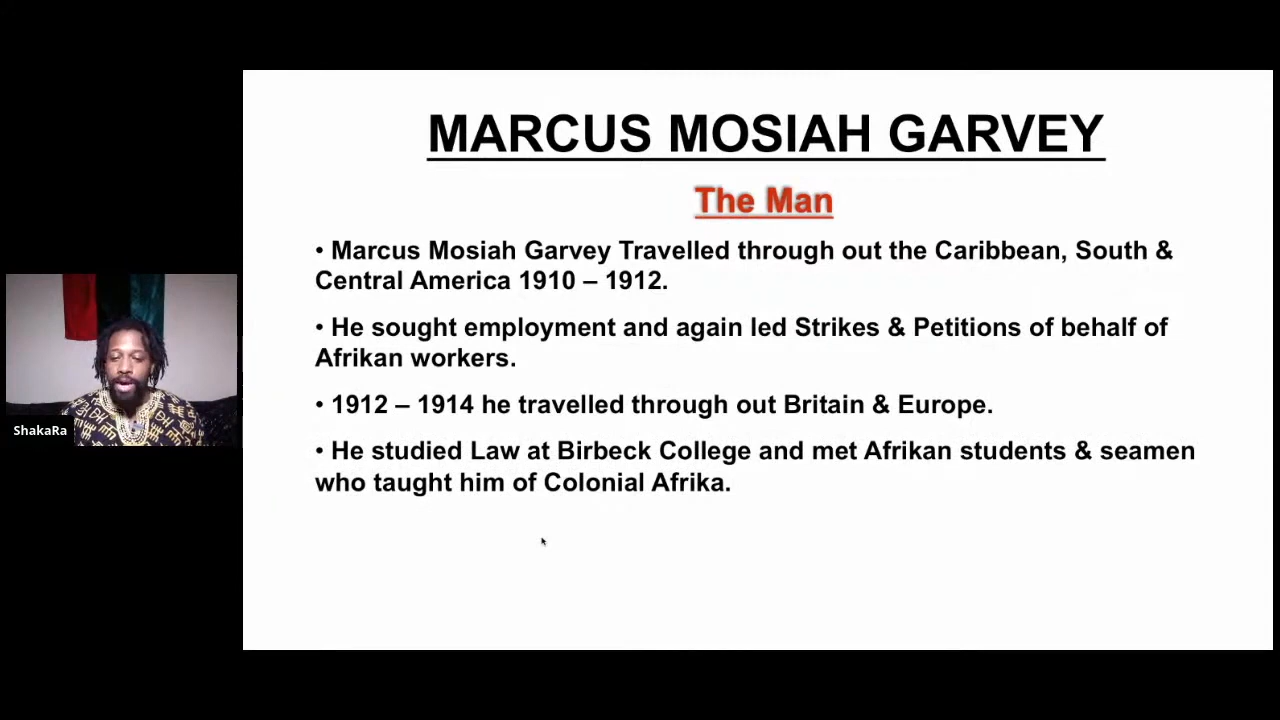 MARCUS MOSIAH GARVEY
The Man
• Marcus Mosiah Garvey Travelled through out the Caribbean, South &
Central America 1910 – 1912.
• He sought employment and again led Strikes & Petitions of behalf of
Afrikan workers.
• 1912 – 1914 he travelled through out Britain & Europe.
• He studied Law at Birbeck College and met Afrikan students & seamen
who taught him of Colonial Afrika.
ShakaRa